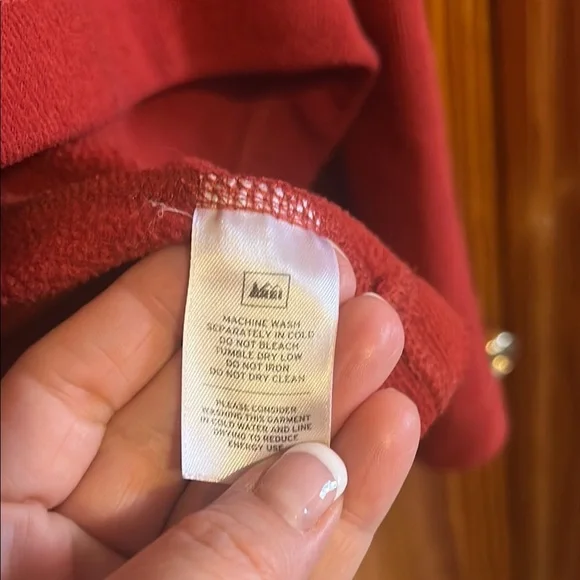 REI
MACHINE WASH
SEPARATELY IN COLD
DO NOT BLEACH
TUMBLE DRY LOW
DO NOT IRON
DO NOT DRY CLEAN
PLEASE CONSIDER
WASHING THIS GARMENT
IN COLD WATER AND LINE
DRYING TO REDUCE
ENERGY USE